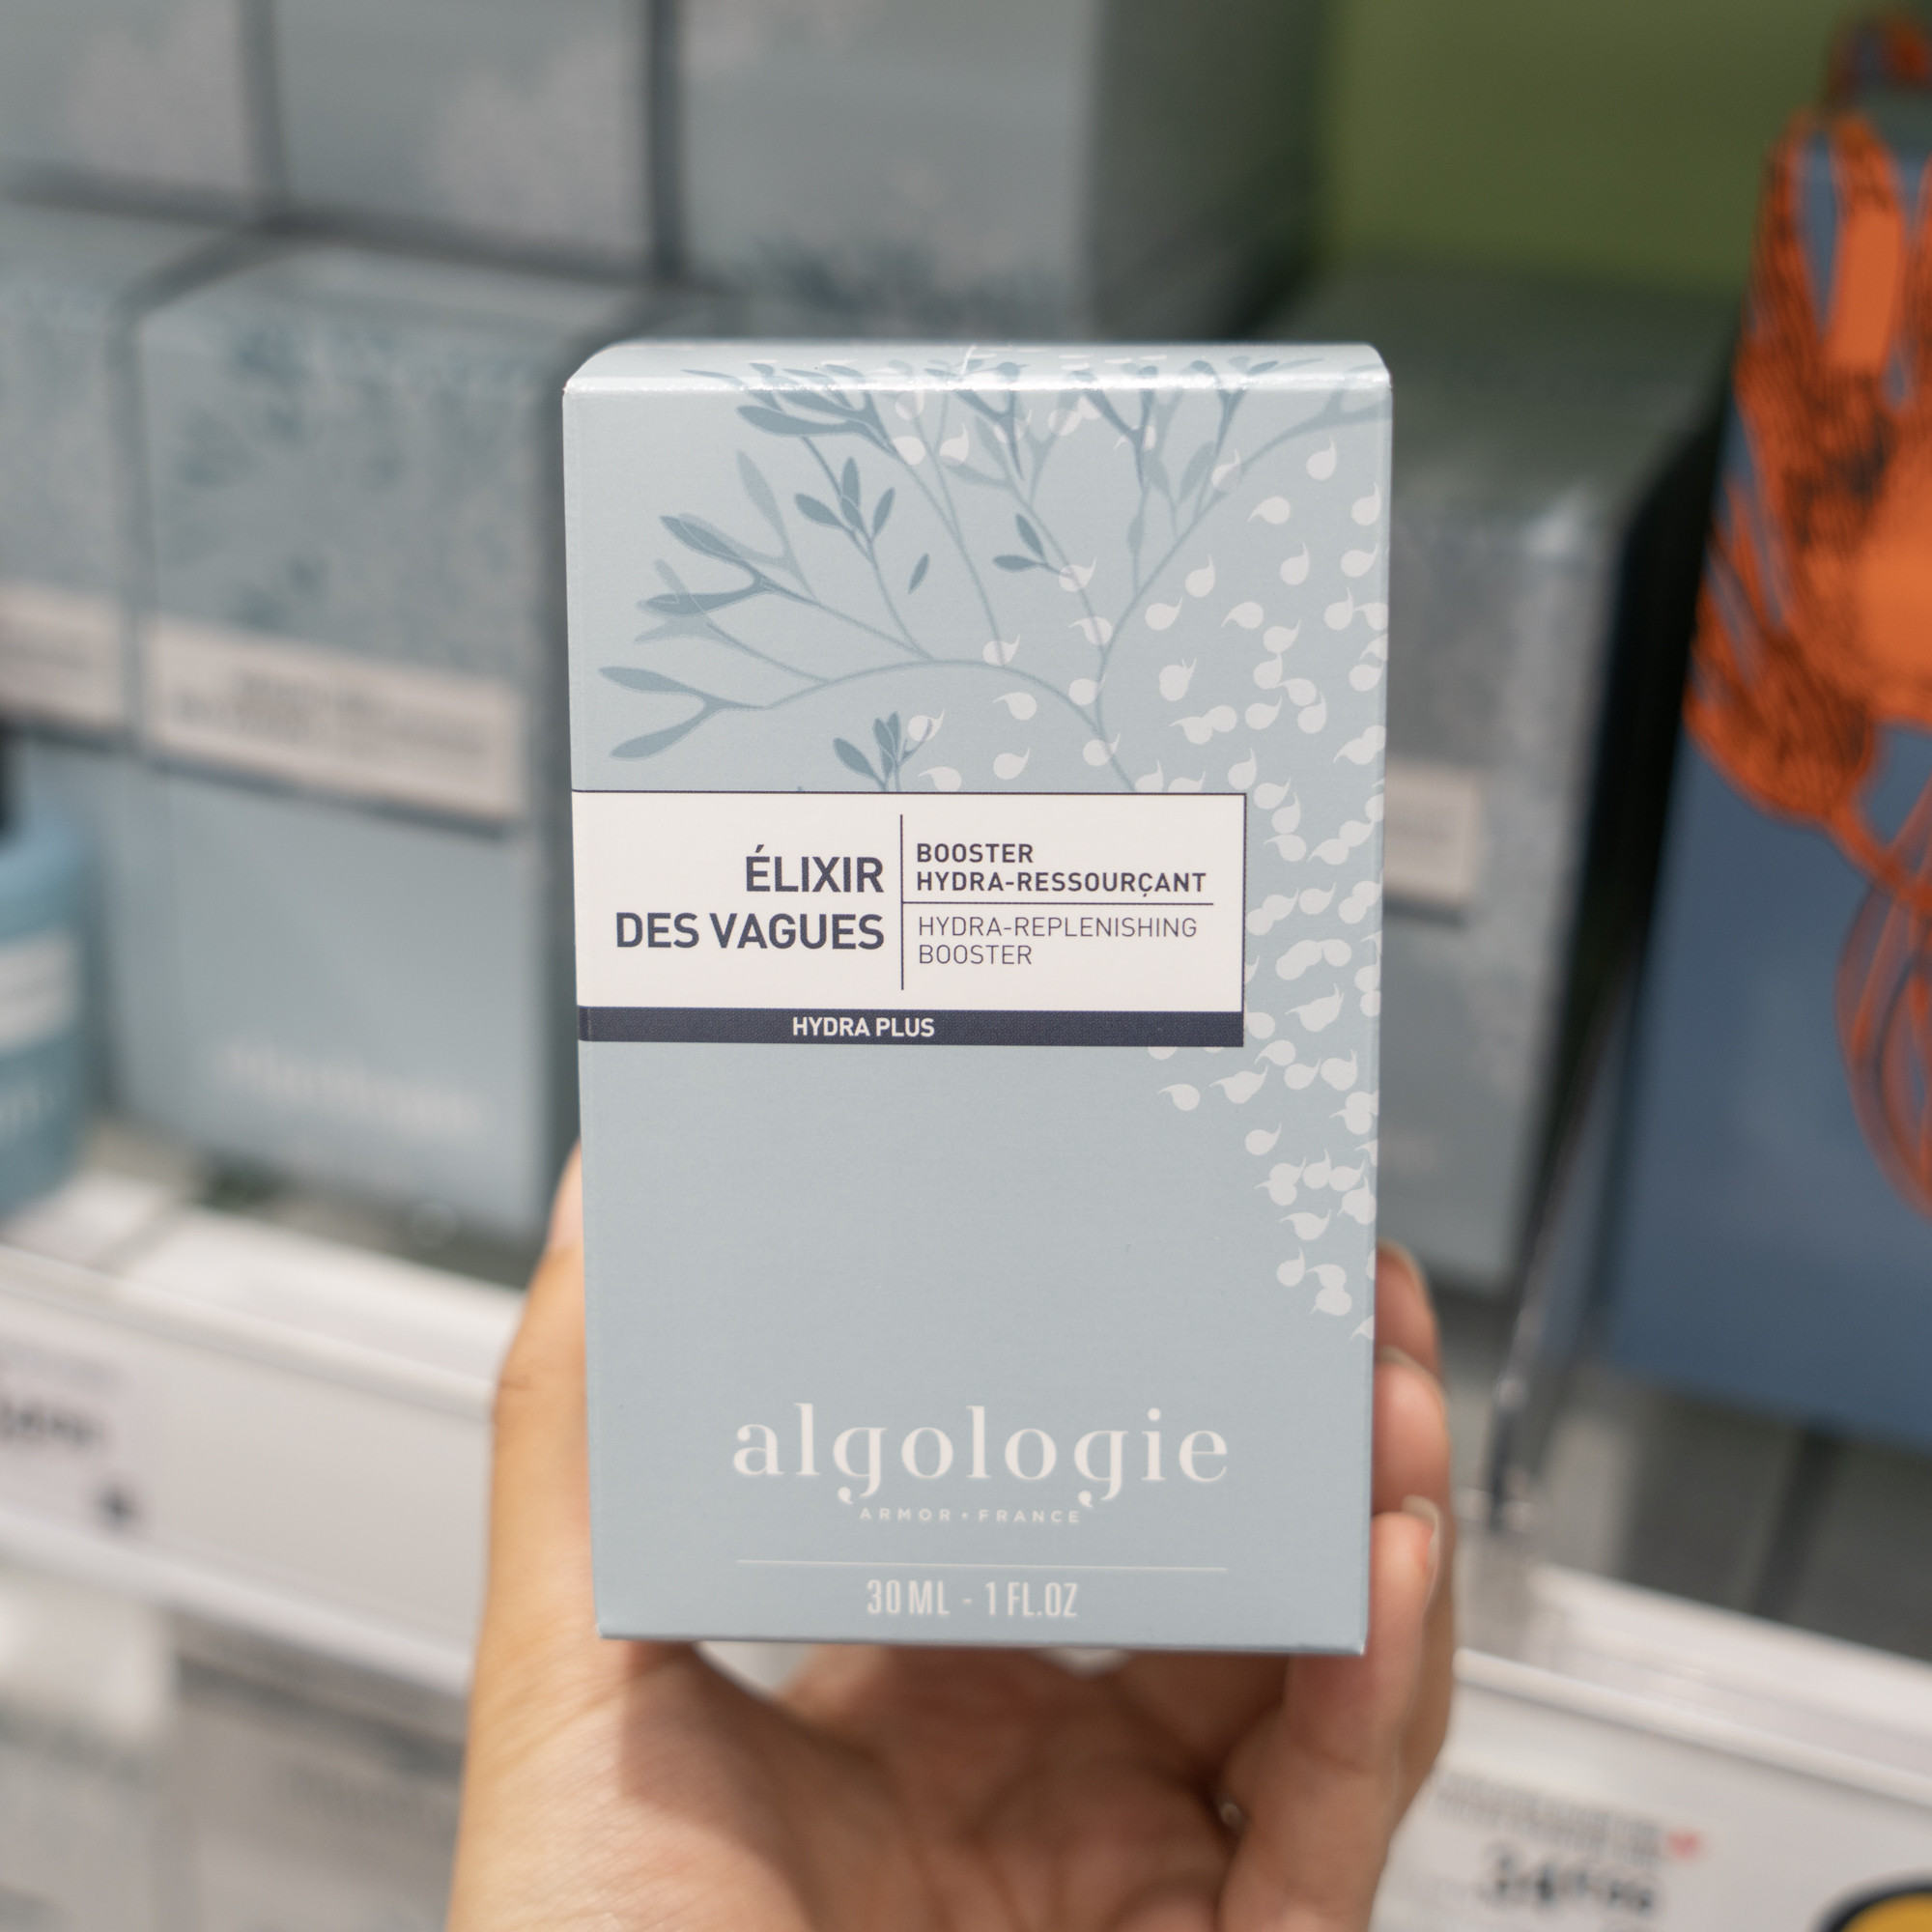 ÉLIXIR
DES VAGUES
BOOSTER
HYDRA-RESSOURÇANT
HYDRA-REPLENISHING
BOOSTER
HYDRA PLUS
algologie
ARMOR • FRANCE
30 ML - 1 FL.OZ